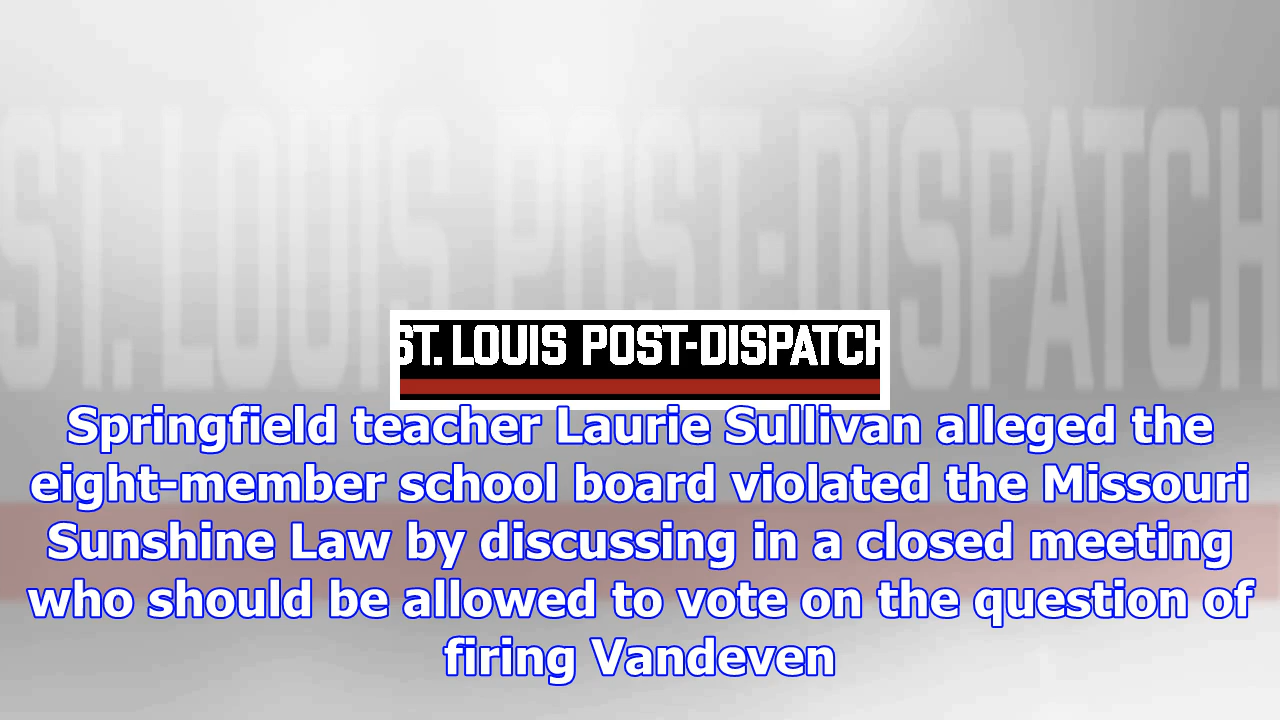 ST. LOUIS POST-DISPATCH
ST. LOUIS POST-DISPATCH
Springfield teacher Laurie Sullivan alleged the
eight-member school board violated the Missouri
Sunshine Law by discussing in a closed meeting
who should be allowed to vote on the question of
firing Vandeven